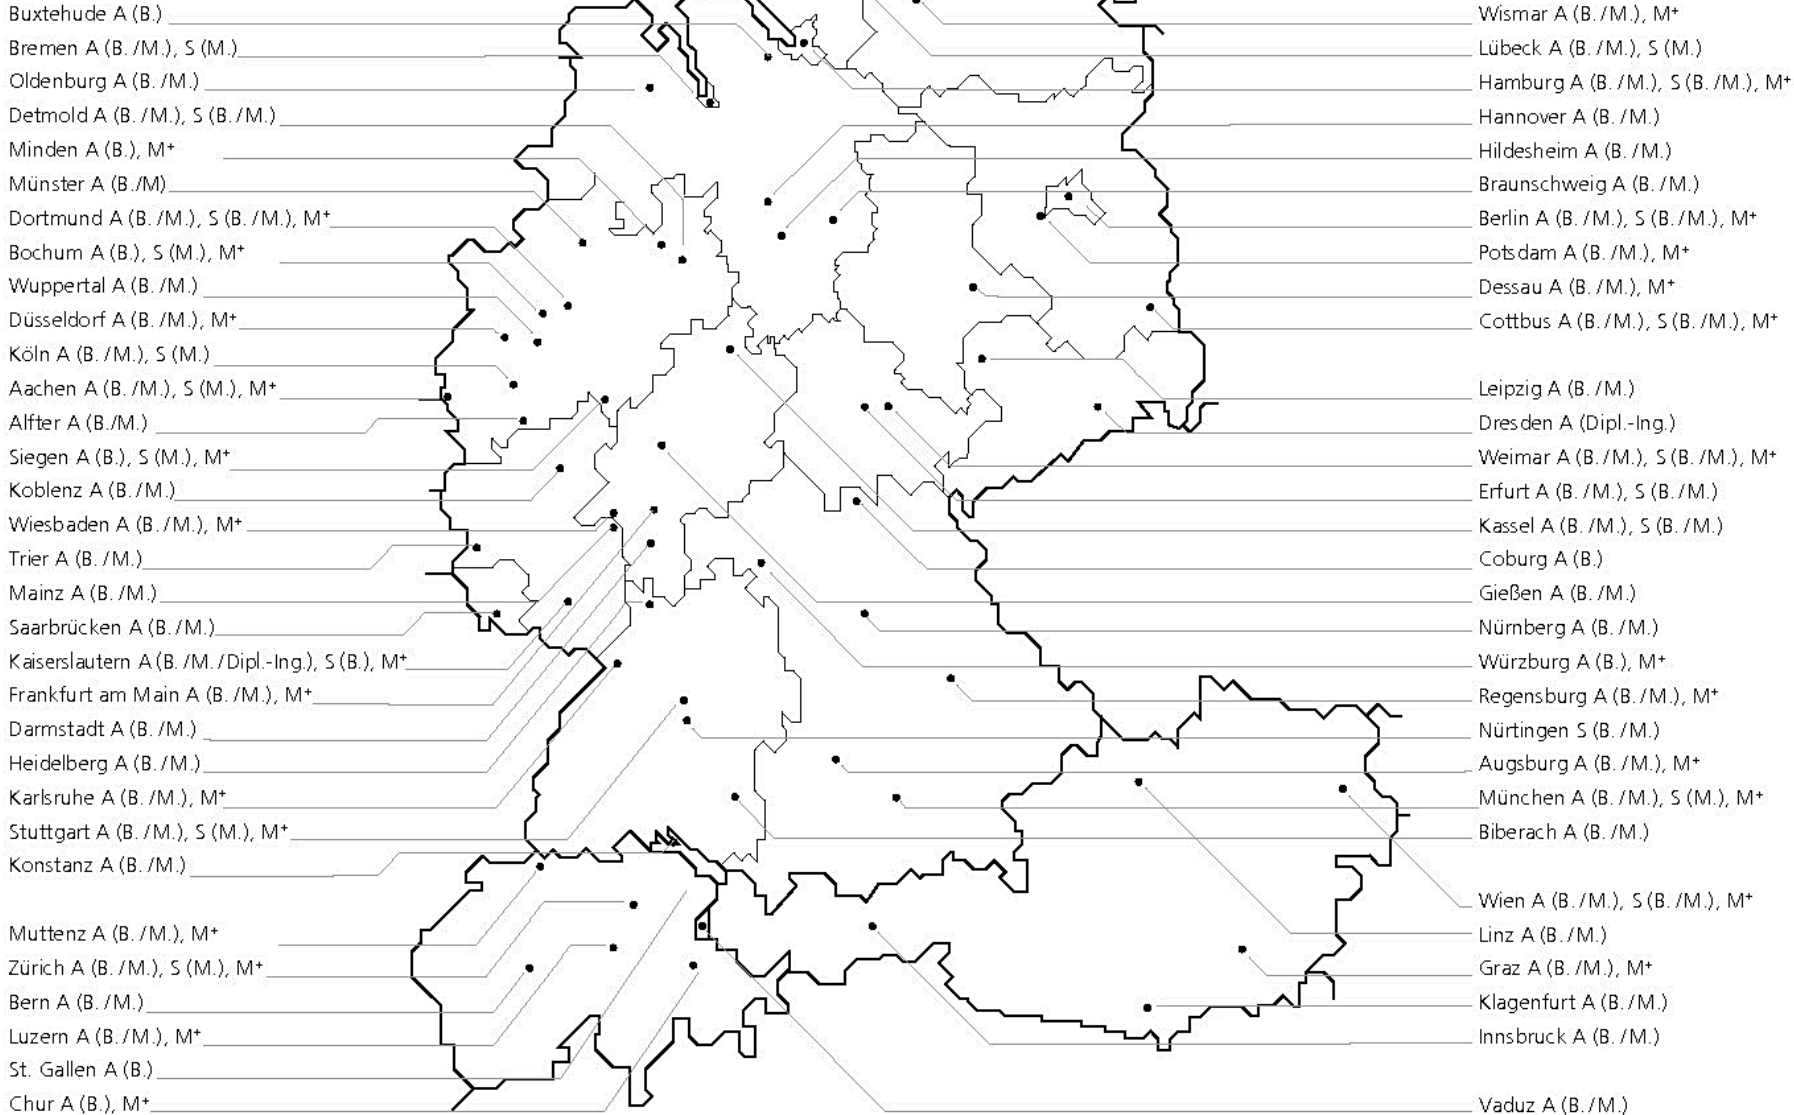 Buxtehude A (B.)
Bremen A (B./M.), S (M.)
Oldenburg A (B./M.)
Detmold A (B./M.), S (B./M.)
Minden A (B.), M+
Münster A (B./M)
Dortmund A (B./M.), S (B./M.), M+
Bochum A (B.), S (M.), M+
Wuppertal A (B./M.)
Düsseldorf A (B./M.), M+
Köln A (B./M.), S (M.)
Aachen A (B./M.), S (M.), M+
Alfter A (B./M.)
Siegen A (B.), S (M.), M+
Koblenz A (B./M.)
Wiesbaden A (B./M.), M+
Trier A (B./M.)
Mainz A (B./M.)
Saarbrücken A (B./M.)
Kaiserslautern A (B./M./Dipl.-Ing.), S (B.), M+
Frankfurt am Main A (B./M.), M+
Darmstadt A (B./M.)
Heidelberg A (B./M.)
Karlsruhe A (B./M.), M+
Stuttgart A (B./M.), S (M.), M+
Konstanz A (B./M.)
Muttenz A (B./M.), M+
Zürich A (B./M.), S (M.), M+
Bern A (B./M.)
Luzern A (B./M.), M+
St. Gallen A (B.)
Chur A (B.), M+
Wismar A (B./M.), M+
Lübeck A (B./M.), S (M.)
Hamburg A (B./M.), S (B./M.), M+
Hannover A (B./M.)
Hildesheim A (B./M.)
Braunschweig A (B./M.)
Berlin A (B./M.), S (B./M.), M+
Potsdam A (B./M.), M+
Dessau A (B./M.), M+
Cottbus A (B./M.), S (B./M.), M+
Leipzig A (B./M.)
Dresden A (Dipl.-Ing.)
Weimar A (B./M.), S (B./M.), M+
Erfurt A (B./M.), S (B./M.)
Kassel A (B./M.), S (B./M.)
Coburg A (B.)
Gießen A (B./M.)
Nürnberg A (B./M.)
Würzburg A (B.), M+
Regensburg A (B./M.), M+
Nürtingen S (B./M.)
Augsburg A (B./M.), M+
München A (B./M.), S (M.), M+
Biberach A (B./M.)
Wien A (B./M.), S (B./M.), M+
Linz A (B./M.)
Graz A (B./M.), M+
Klagenfurt A (B./M.)
Innsbruck A (B./M.)
Vaduz A (B./M.)